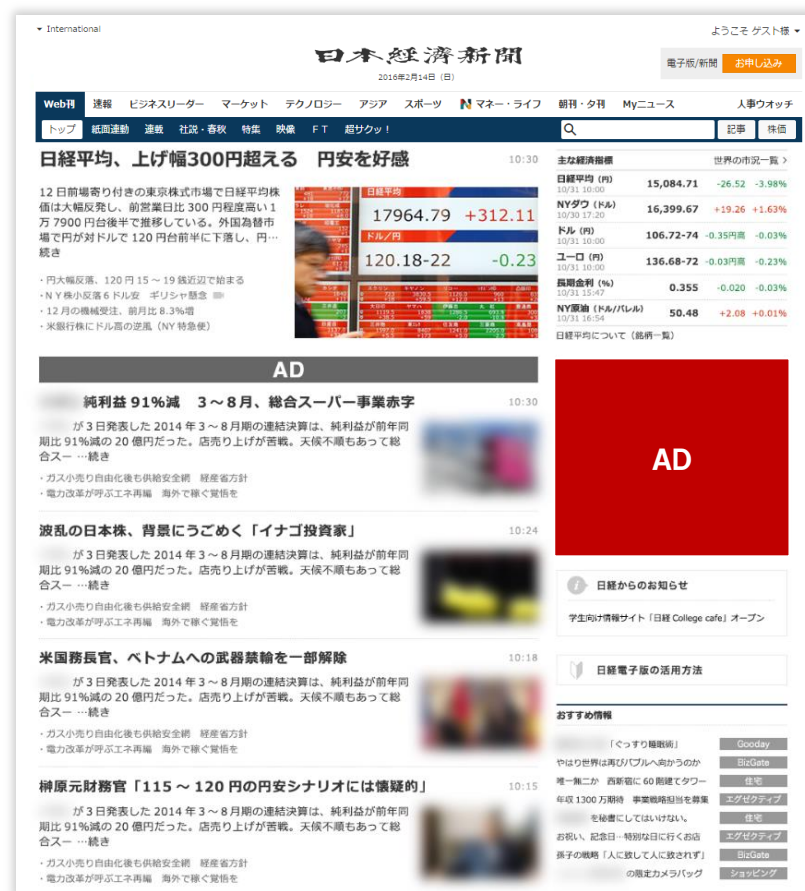 International
ようこそ ゲスト様
日本経済新聞
2016年2月14日（日）
電子版/新聞 お申し込み
Web刊 速報 ビジネスリーダー マーケット テクノロジー アジア スポーツ N マネー・ライフ 朝刊・夕刊 Myニュース 人事ウオッチ
トップ 紙面連動 連載 社説・春秋 特集 映像 ＦＴ 超サクッ！ 記事 株価
日経平均、上げ幅300円超える 円安を好感 10:30
12 日前場寄り付きの東京株式市場で日経平均株
価は大幅反発し、前営業日比 300 円程度高い 1
万 7900 円台後半で推移している。外国為替市
場で円が対ドルで 120 円台前半に下落し、円…
続き
・円大幅反落、120 円 15 ～ 19 銭近辺で始まる
・ＮＹ株小反落 6 ドル安 ギリシャ懸念
・12 月の機械受注、前月比 8.3%増
・米銀行株にドル高の逆風（NY 特急便）
日経平均
17964.79 +312.11
ドル／円
120.18-22 -0.23
主な経済指標 世界の市況一覧 >
日経平均（円） 15,084.71 -26.52 -3.98%
10/31 10:00
NYダウ（ドル） 16,399.67 +19.26 +1.63%
10/30 17:20
ドル（円） 106.72-74 -0.35円高 -0.03%
10/31 10:00
ユーロ（円） 136.68-72 -0.03円高 -0.23%
10/31 10:00
長期金利（%） 0.355 -0.020 -0.03%
10/31 15:47
NY原油（ドル/バレル） 50.48 +2.08 +0.01%
10/31 16:54
日経平均について（銘柄一覧）
AD
純利益 91%減 ３～８月、総合スーパー事業赤字 10:30
が 3 日発表した 2014 年 3 ～ 8 月期の連結決算は、純利益が前年同
期比 91%減の 20 億円だった。店売り上げが苦戦。天候不順もあって総
合スー …続き
・ガス小売り自由化後も供給安全網 経産省方針
・電力改革が呼ぶエネ再編 海外で稼ぐ覚悟を
波乱の日本株、背景にうごめく「イナゴ投資家」 10:24
が 3 日発表した 2014 年 3 ～ 8 月期の連結決算は、純利益が前年同
期比 91%減の 20 億円だった。店売り上げが苦戦。天候不順もあって総
合スー …続き
・ガス小売り自由化後も供給安全網 経産省方針
・電力改革が呼ぶエネ再編 海外で稼ぐ覚悟を
米国務長官、ベトナムへの武器禁輸を一部解除 10:18
が 3 日発表した 2014 年 3 ～ 8 月期の連結決算は、純利益が前年同
期比 91%減の 20 億円だった。店売り上げが苦戦。天候不順もあって総
合スー …続き
・ガス小売り自由化後も供給安全網 経産省方針
・電力改革が呼ぶエネ再編 海外で稼ぐ覚悟を
榊原元財務官「115 ～ 120 円の円安シナリオには懐疑的」 10:15
が 3 日発表した 2014 年 3 ～ 8 月期の連結決算は、純利益が前年同
期比 91%減の 20 億円だった。店売り上げが苦戦。天候不順もあって総
合スー …続き
・ガス小売り自由化後も供給安全網 経産省方針
・電力改革が呼ぶエネ再編 海外で稼ぐ覚悟を
AD
日経からのお知らせ
学生向け情報サイト「日経 College cafe」オープン
日経電子版の活用方法
おすすめ情報
「ぐっすり睡眠術」 Gooday
やはり世界は再びバブルへ向かうのか BizGate
唯一無二か 西新宿に 60 階建てタワー 住宅
年収 1300 万期待 事業戦略担当を募集 エグゼクティブ
を秘書にしてはいけない。 住宅
お祝い、記念日…特別な日に行くお店 エグゼクティブ
孫子の戦略「人に致して人に致されず」 BizGate
の限定カメラバッグ ショッピング